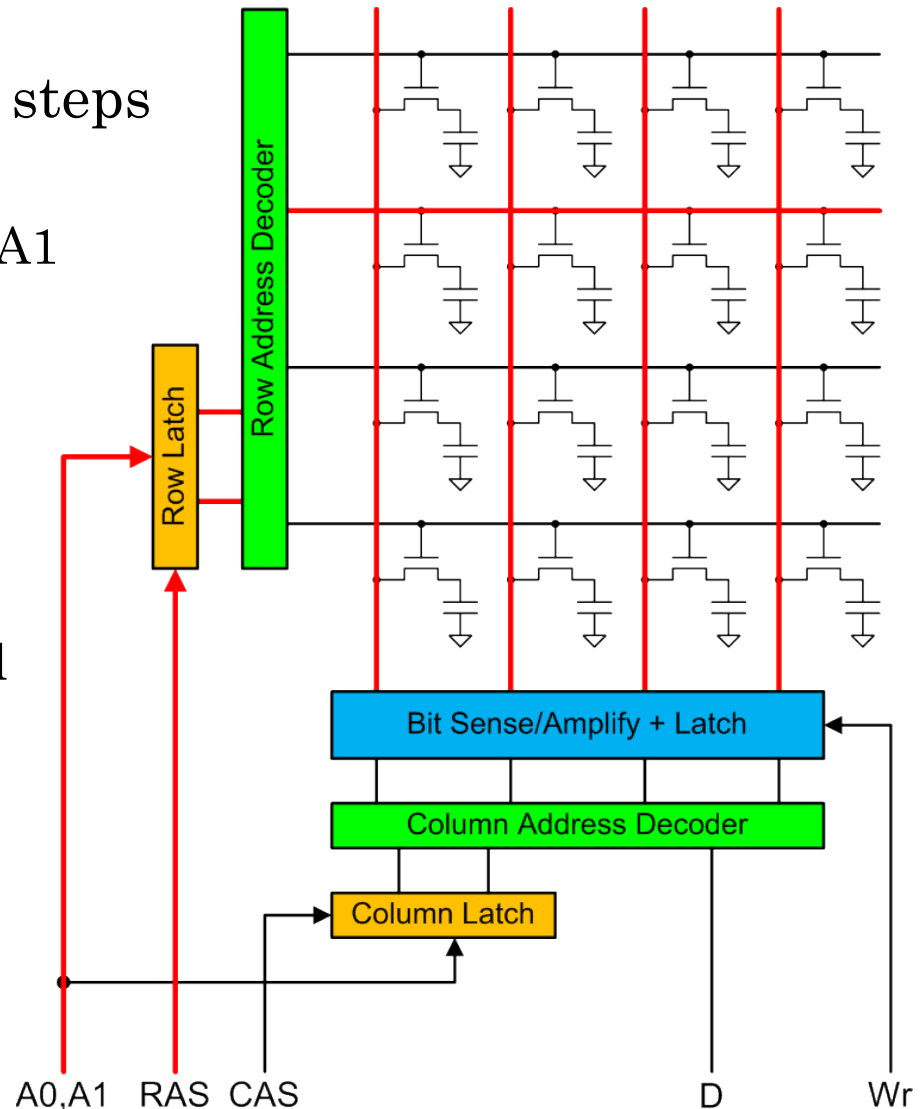 steps
A1
Row Address Decoder
Row Latch
Bit Sense/Amplify + Latch
Column Address Decoder
Column Latch
A0,A1 RAS CAS D Wr